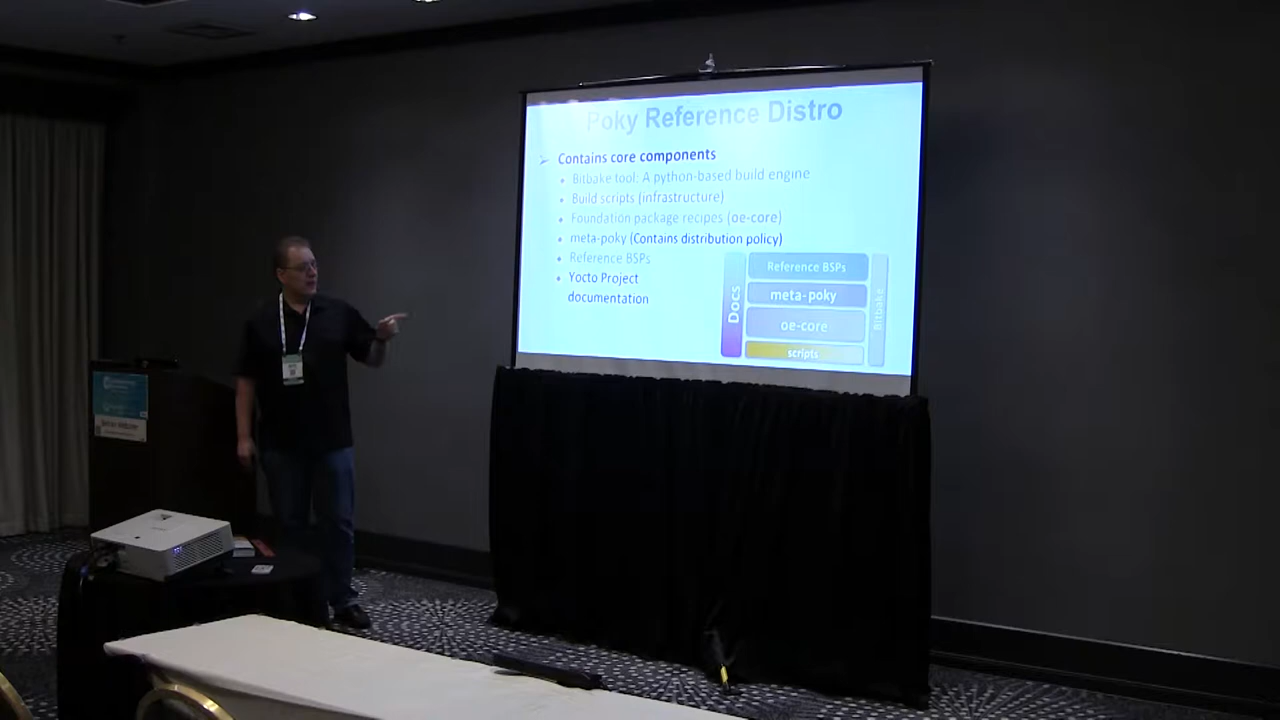 Poky Reference Distro
Contains core components
Bitbake tool: A python-based build engine
Build scripts (infrastructure)
Foundation package recipes (oe-core)
meta-poky (Contains distribution policy)
Reference BSPs
Yocto Project
documentation
Docs
Reference BSPs
meta-poky
oe-core
scripts
Bitbake